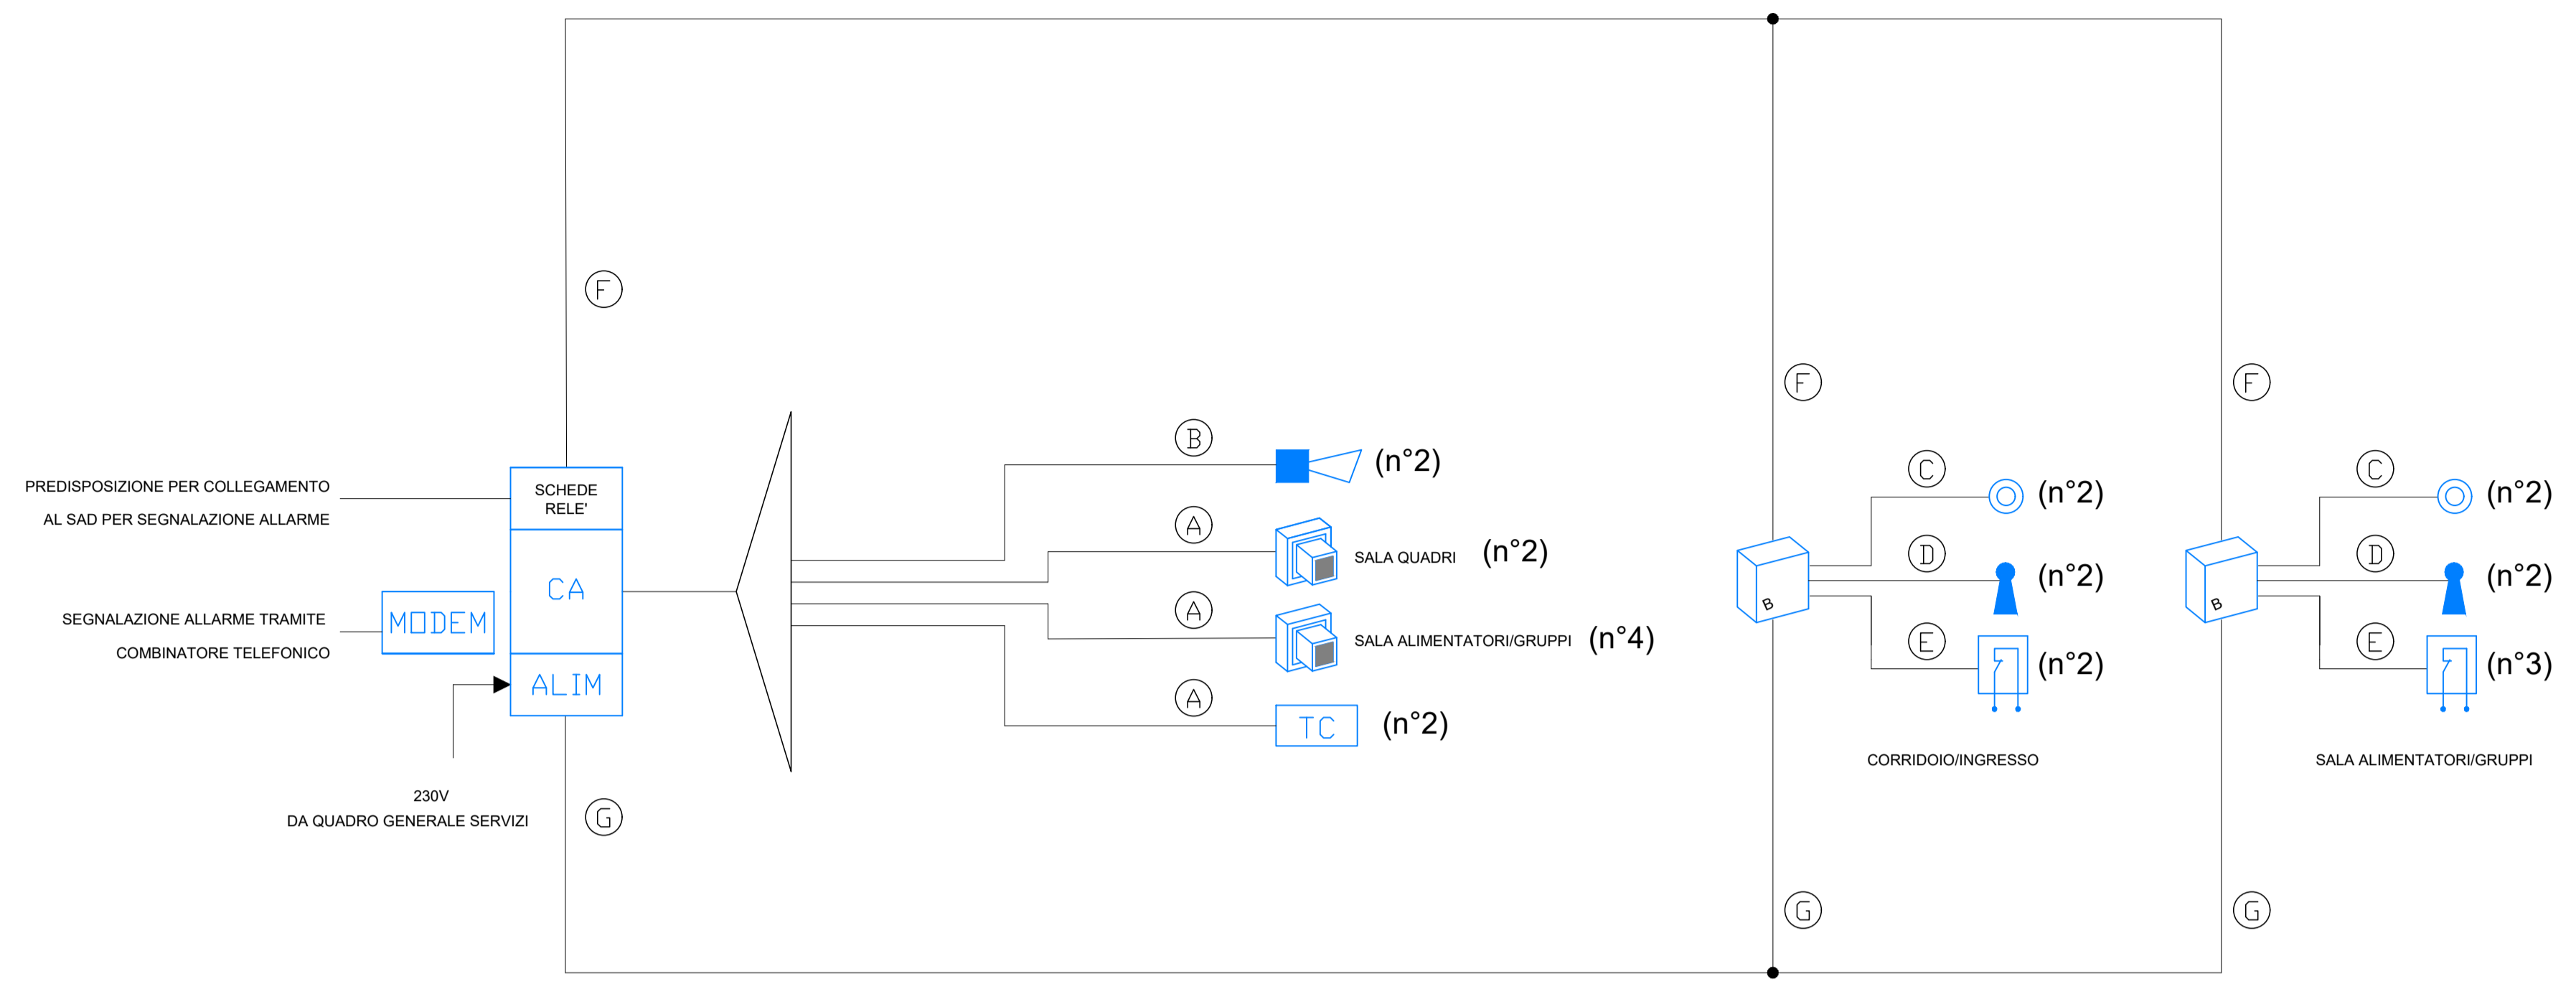 F
F
F
B
(n°2)
C
(n°2)
C
(n°2)
PREDISPOSIZIONE PER COLLEGAMENTO
AL SAD PER SEGNALAZIONE ALLARME
SCHEDE
RELE'
A
SALA QUADRI (n°2)
D
(n°2)
D
(n°2)
CA
B
B
SEGNALAZIONE ALLARME TRAMITE
COMBINATORE TELEFONICO
MODEM
A
SALA ALIMENTATORI/GRUPPI (n°4)
E
(n°2)
E
(n°3)
ALIM
A
TC
(n°2)
CORRIDOIO/INGRESSO
SALA ALIMENTATORI/GRUPPI
230V
DA QUADRO GENERALE SERVIZI
G
G
G